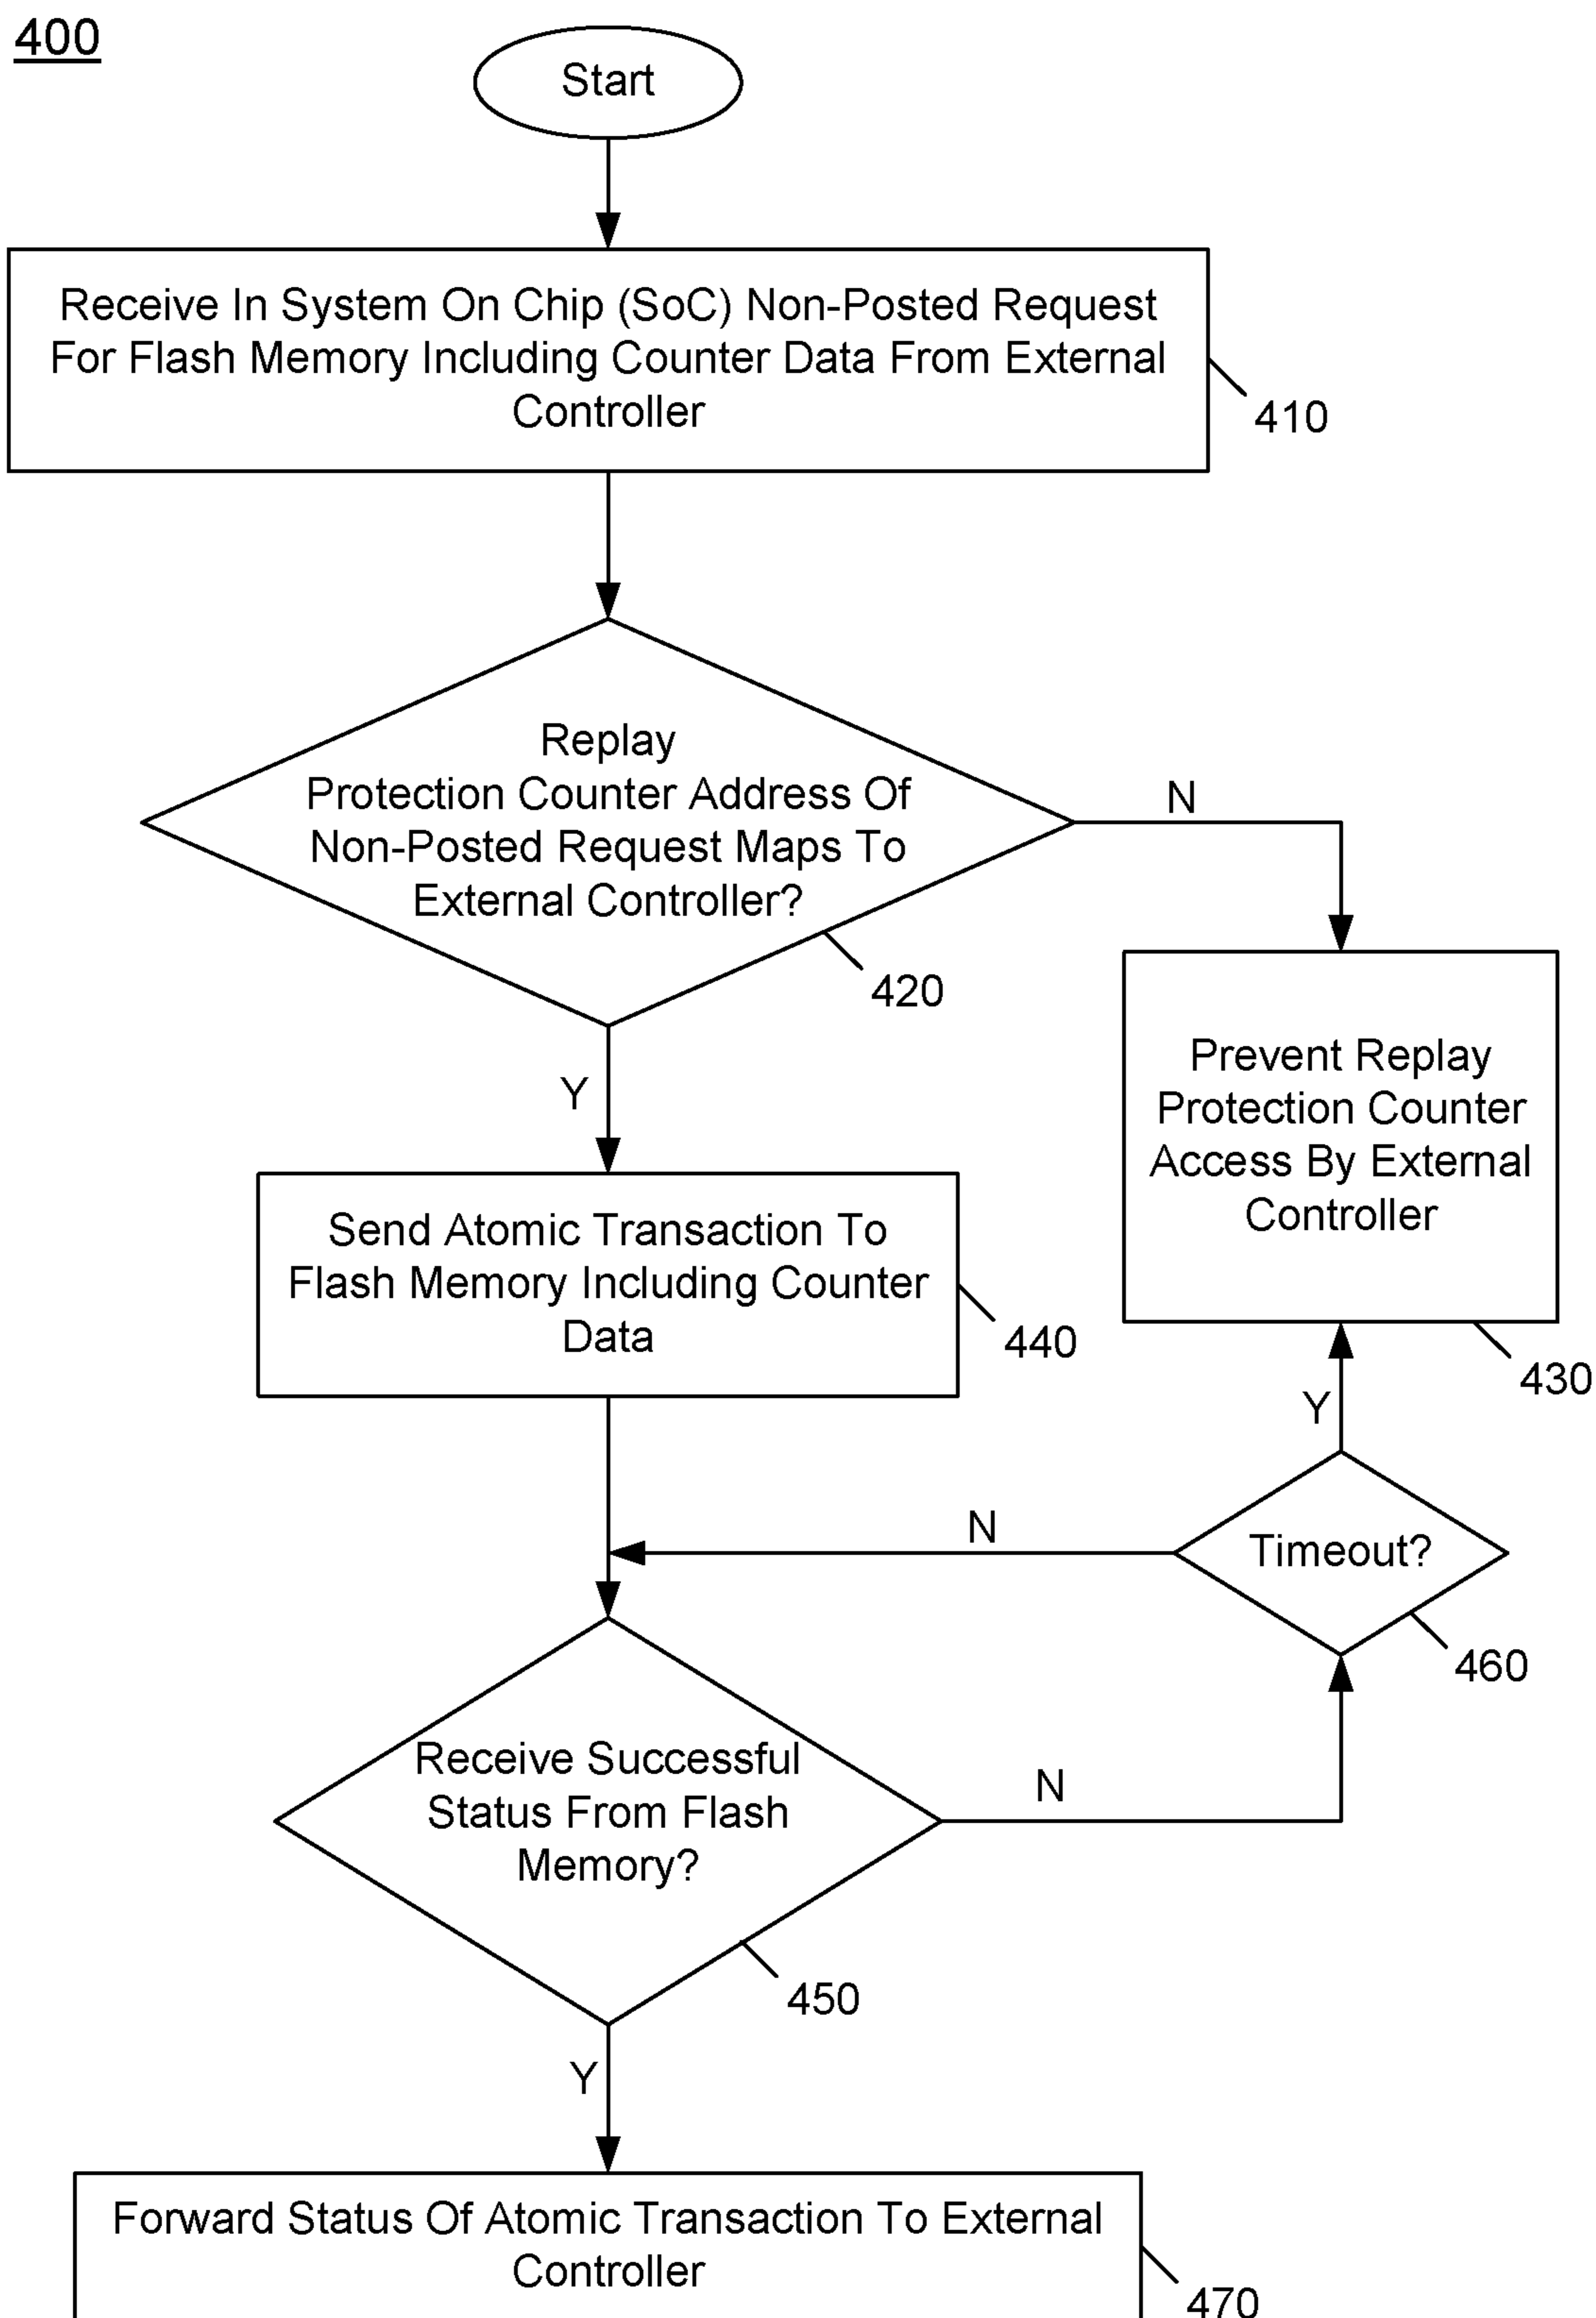 400
Start
Receive In System On Chip (SoC) Non-Posted Request
For Flash Memory Including Counter Data From External
Controller
410
Replay
Protection Counter Address Of
Non-Posted Request Maps To
External Controller?
420
N
Y
Prevent Replay
Protection Counter
Access By External
Controller
430
Send Atomic Transaction To
Flash Memory Including Counter
Data
440
Y
N
Timeout?
460
Receive Successful
Status From Flash
Memory?
450
N
Y
Forward Status Of Atomic Transaction To External
Controller
470